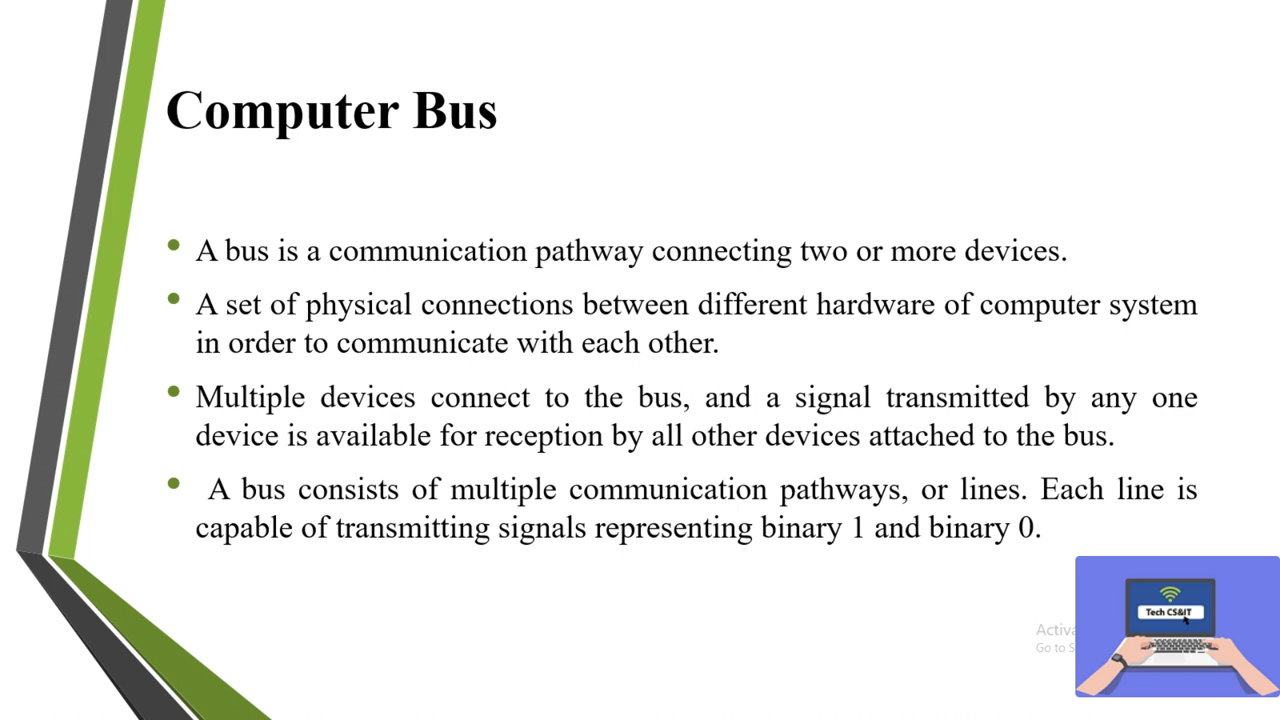 Computer Bus
• A bus is a communication pathway connecting two or more devices.
• A set of physical connections between different hardware of computer system
in order to communicate with each other.
• Multiple devices connect to the bus, and a signal transmitted by any one
device is available for reception by all other devices attached to the bus.
• A bus consists of multiple communication pathways, or lines. Each line is
capable of transmitting signals representing binary 1 and binary 0.
Tech CS&IT
Go to